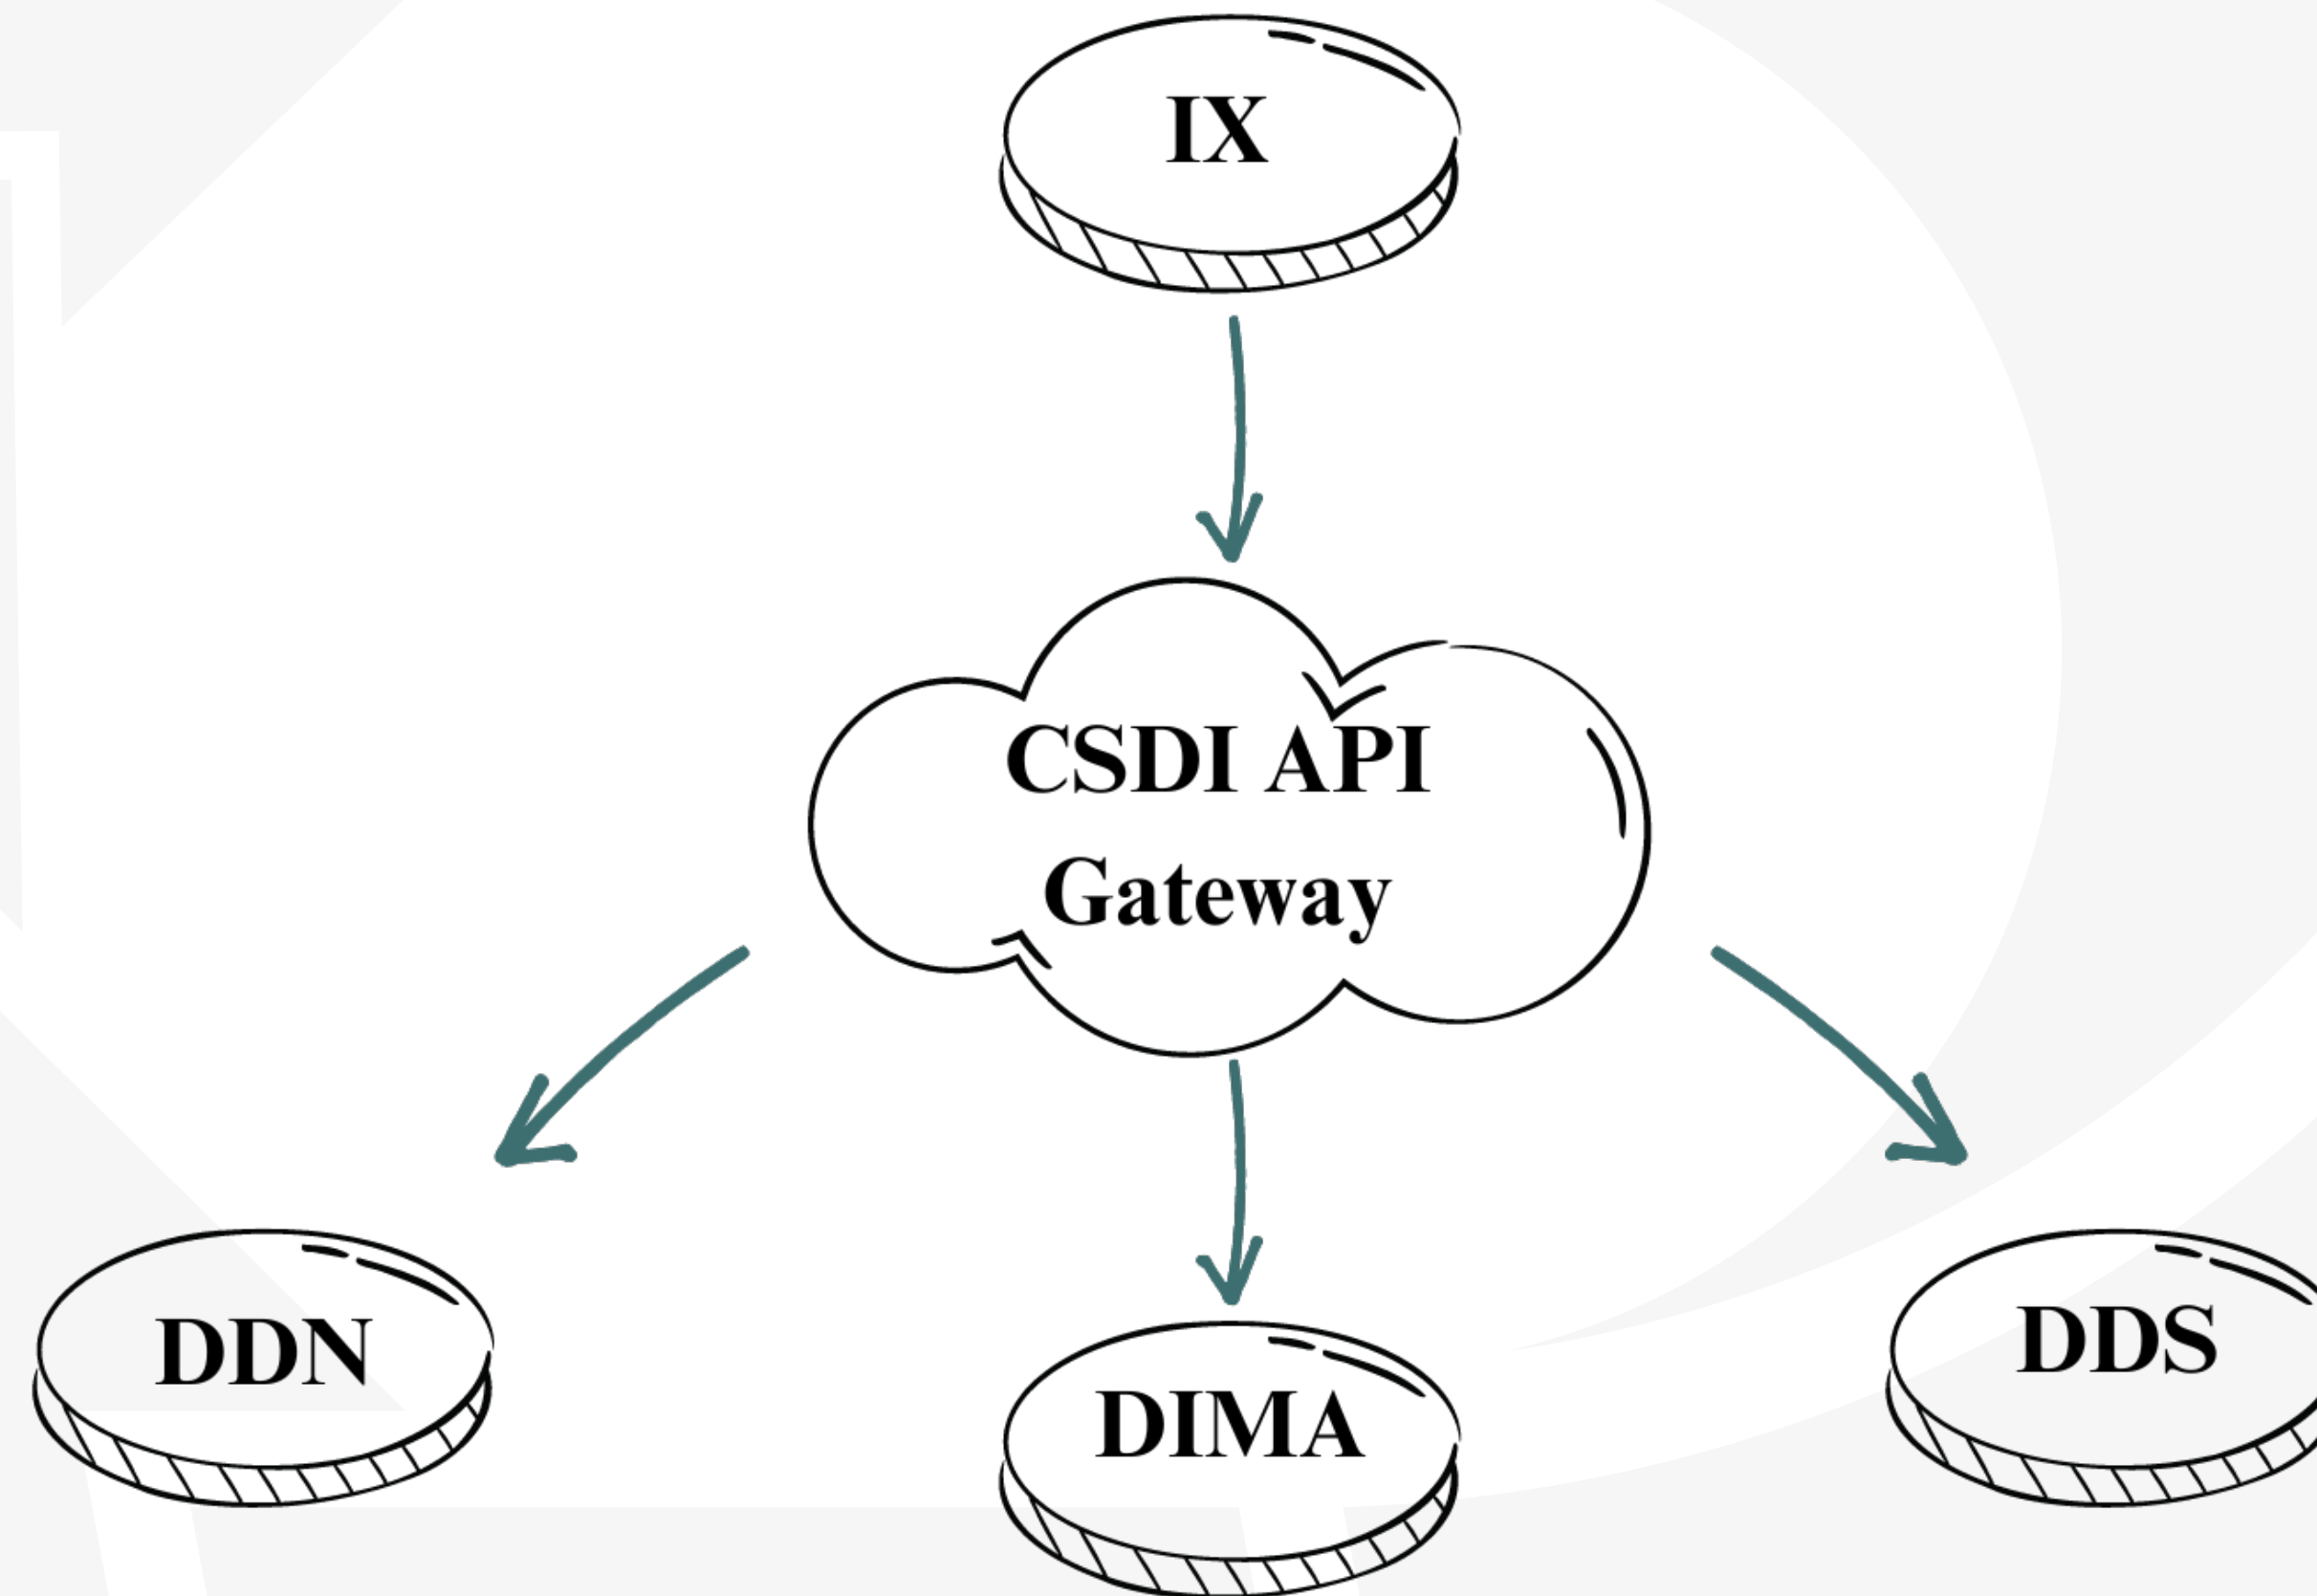 IX
CSDI API
Gateway
DDN
DIMA
DDS